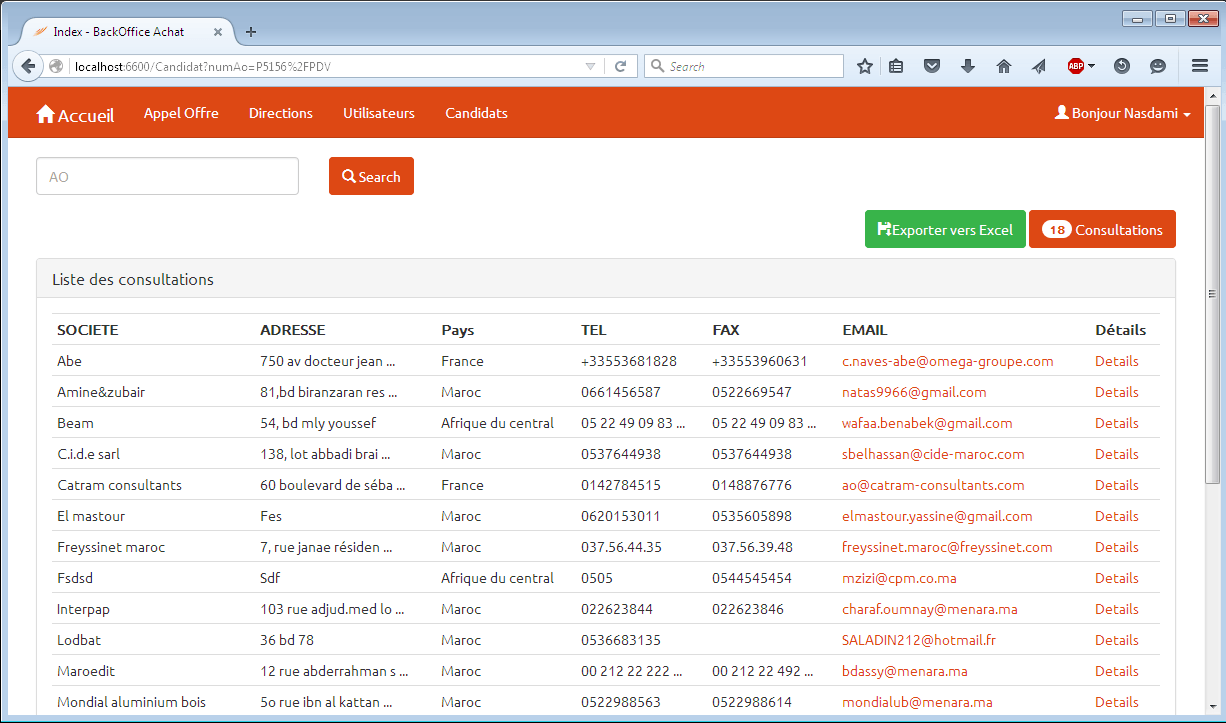 Index - BackOffice Achat
localhost:6600/Candidat?numAo=P5156%2FPDV
Search
ABP
Accueil Appel Offre Directions Utilisateurs Candidats Bonjour Nasdami
AO Search
Exporter vers Excel 18 Consultations
Liste des consultations
SOCIETE ADRESSE Pays TEL FAX EMAIL Détails
Abe 750 av docteur jean ... France +33553681828 +33553960631 c.naves-abe@omega-groupe.com Details
Amine&zubair 81,bd biranzaran res ... Maroc 0661456587 0522669547 natas9966@gmail.com Details
Beam 54, bd mly youssef Afrique du central 05 22 49 09 83 ... 05 22 49 09 83 ... wafaa.benabek@gmail.com Details
C.i.d.e sarl 138, lot abbadi brai ... Maroc 0537644938 0537644938 sbelhassan@cide-maroc.com Details
Catram consultants 60 boulevard de séba ... France 0142784515 0148876776 ao@catram-consultants.com Details
El mastour Fes Maroc 0620153011 0535605898 elmastour.yassine@gmail.com Details
Freyssinet maroc 7, rue janae résiden ... Maroc 037.56.44.35 037.56.39.48 freyssinet.maroc@freyssinet.com Details
Fsdsd Sdf Afrique du central 0505 0544545454 mzizi@cpm.co.ma Details
Interpap 103 rue adjud.med lo ... Maroc 022623844 022623846 charaf.oumnay@menara.ma Details
Lodbat 36 bd 78 Maroc 0536683135 SALADIN212@hotmail.fr Details
Maroedit 12 rue abderrahman s ... Maroc 00 212 22 222 ... 00 212 22 492 ... bdassy@menara.ma Details
Mondial aluminium bois 5o rue ibn al kattan ... Maroc 0522988563 0522988614 mondialub@menara.ma Details